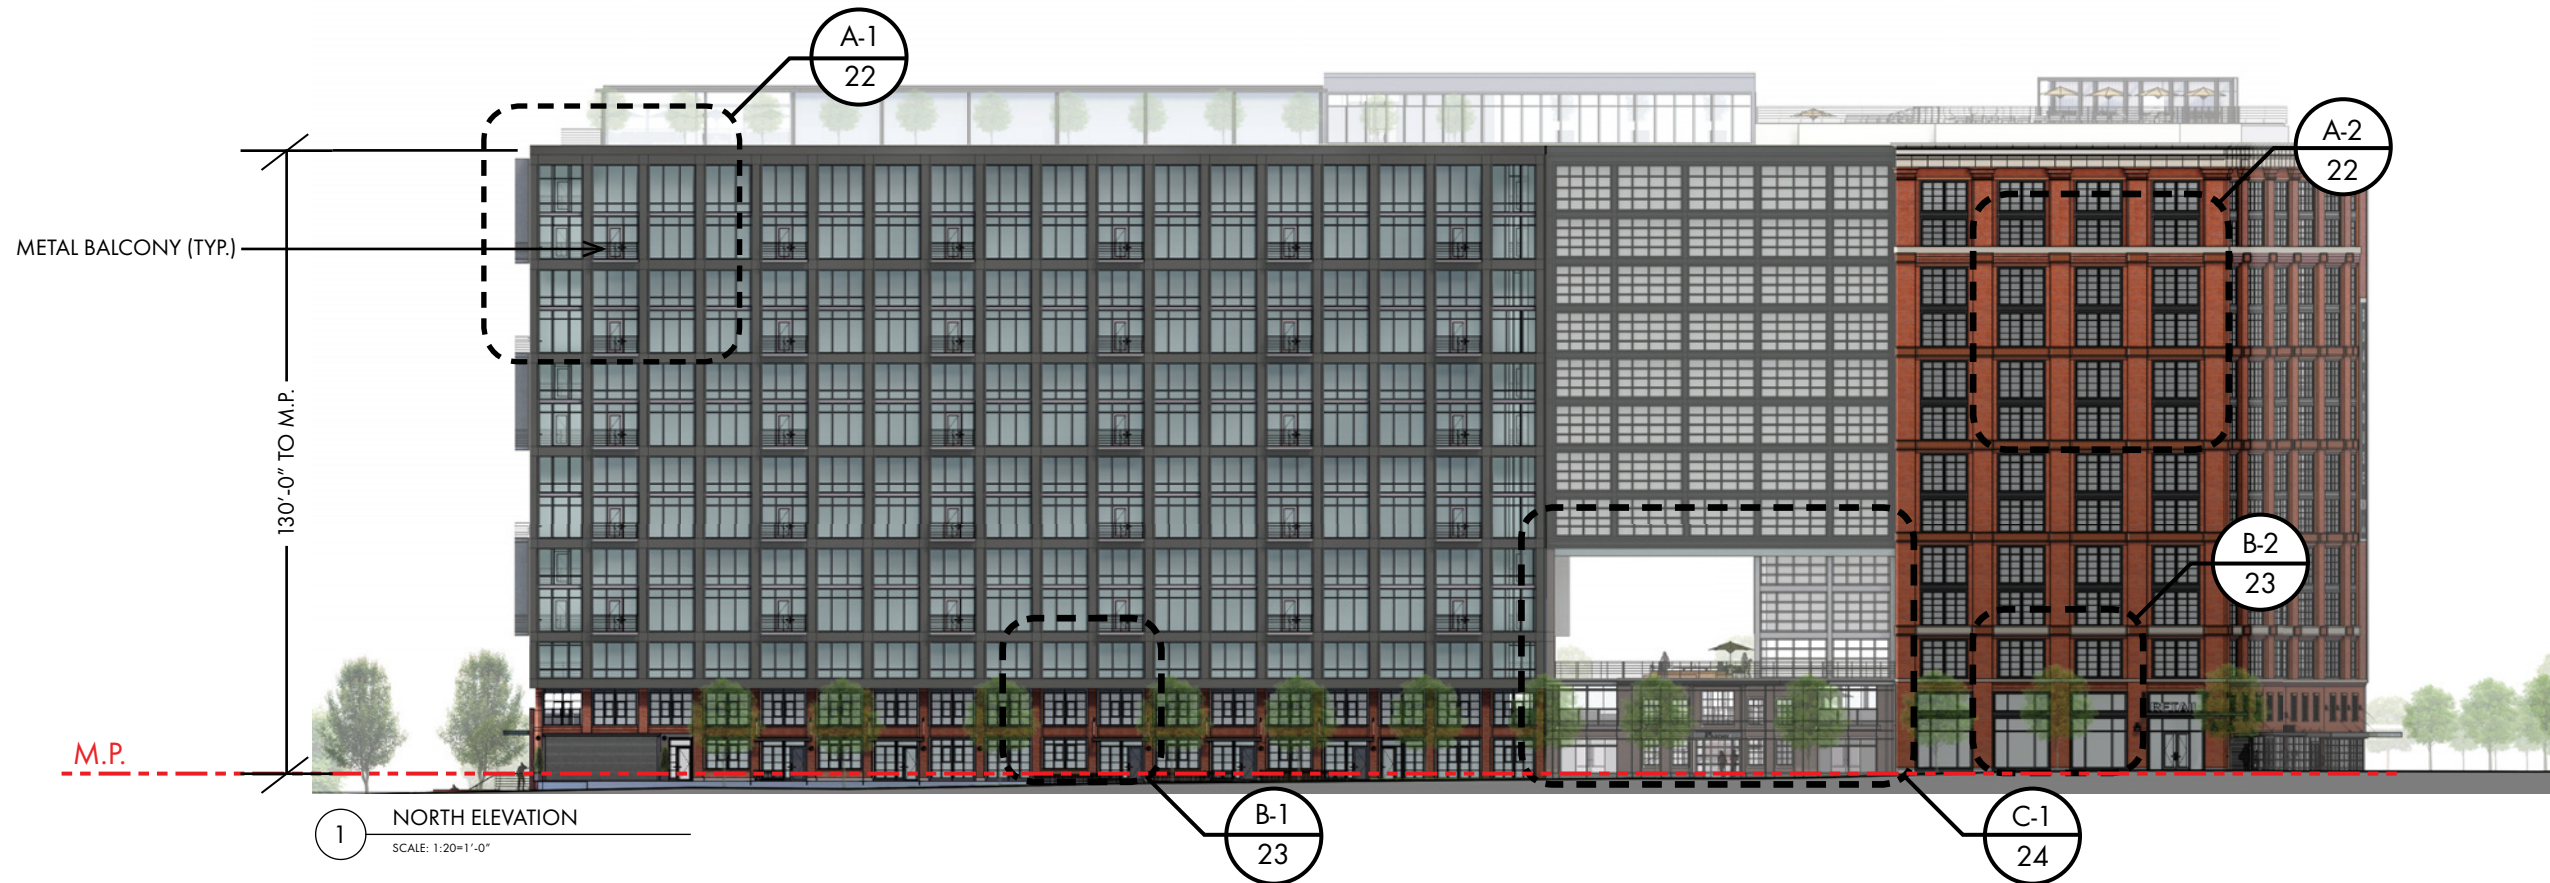 A-1
22
A-2
22
METAL BALCONY (TYP.)
130'-0" TO M.P.
B-2
23
RETAIL
M.P.
1
NORTH ELEVATION
SCALE: 1:20=1'-0"
B-1
23
C-1
24